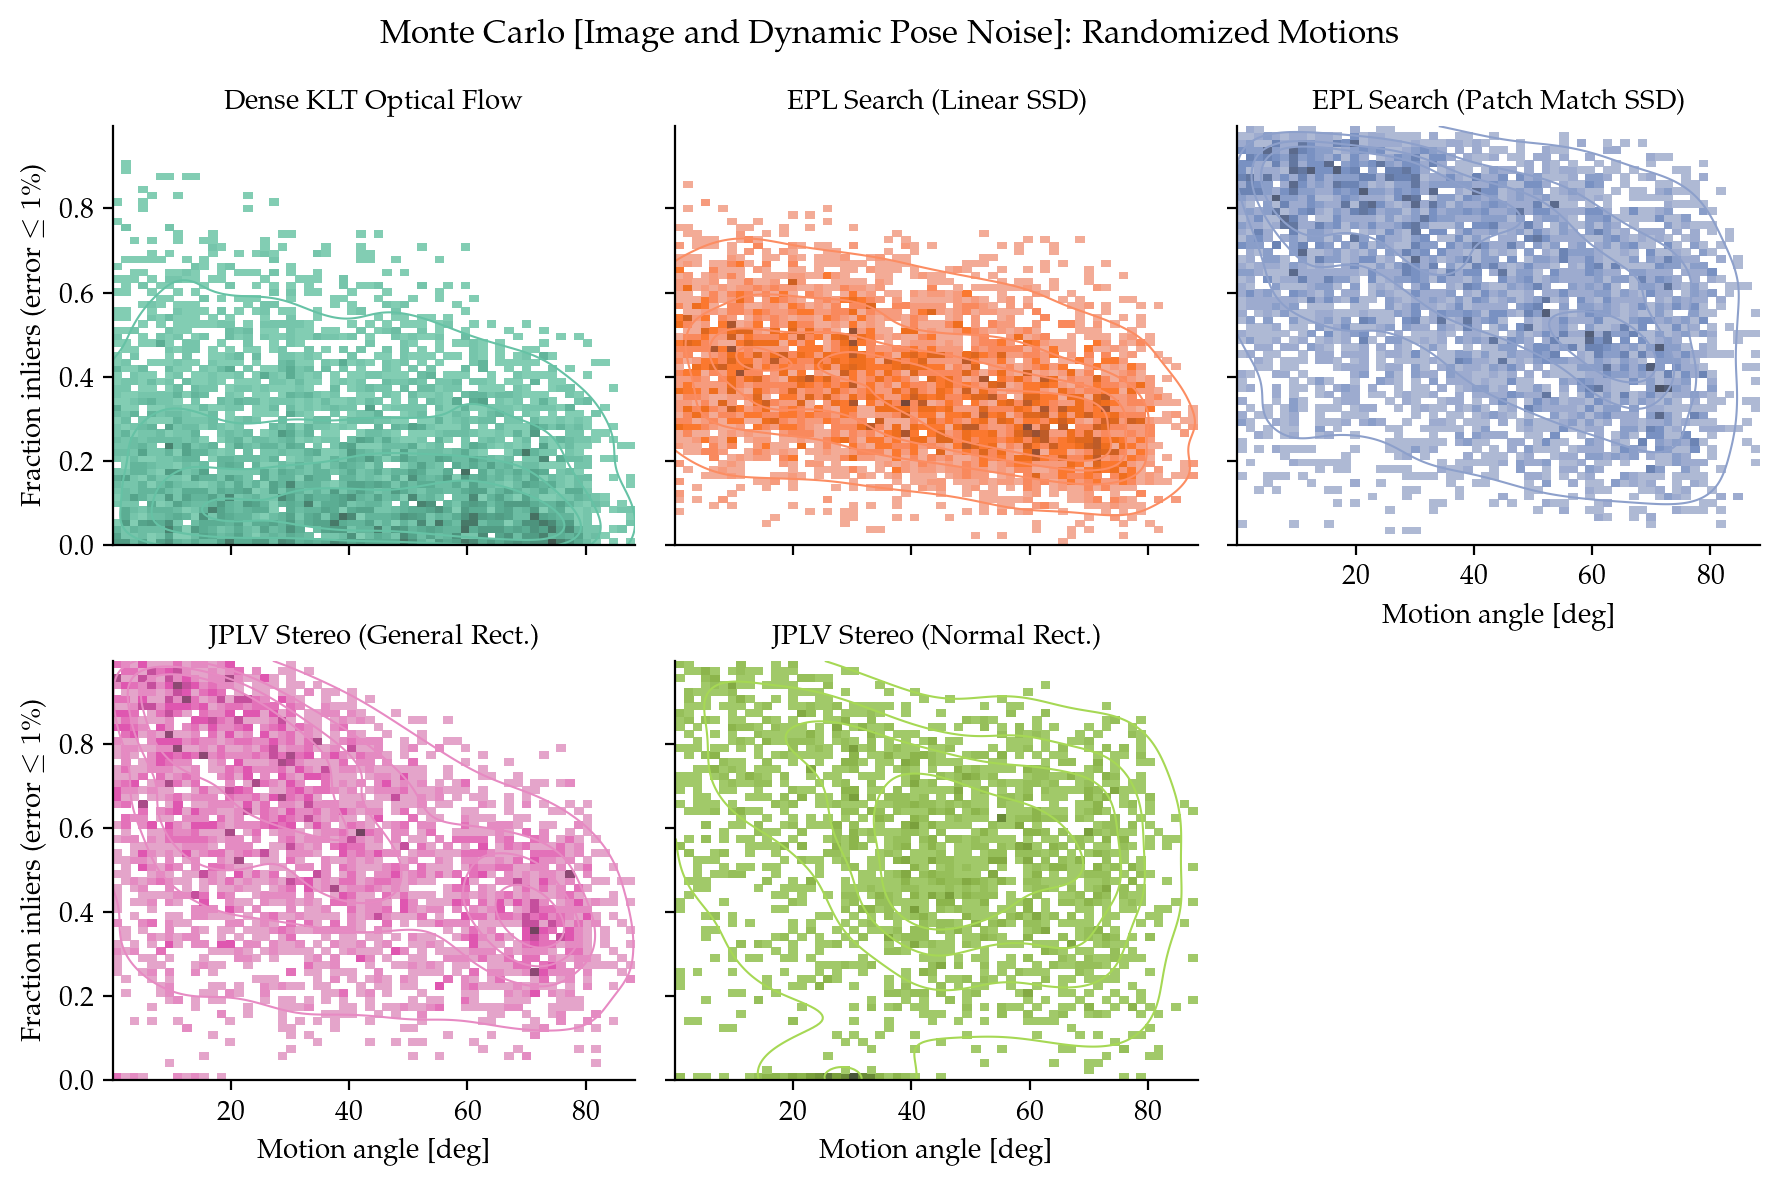 Monte Carlo [Image and Dynamic Pose Noise]: Randomized Motions
Dense KLT Optical Flow
EPL Search (Linear SSD)
EPL Search (Patch Match SSD)
Fraction inliers (error ≤ 1%)
0.8
0.6
0.4
0.2
0.0
20 40 60 80
Motion angle [deg]
JPLV Stereo (General Rect.)
JPLV Stereo (Normal Rect.)
Fraction inliers (error ≤ 1%)
0.8
0.6
0.4
0.2
0.0
20 40 60 80
20 40 60 80
Motion angle [deg]
Motion angle [deg]